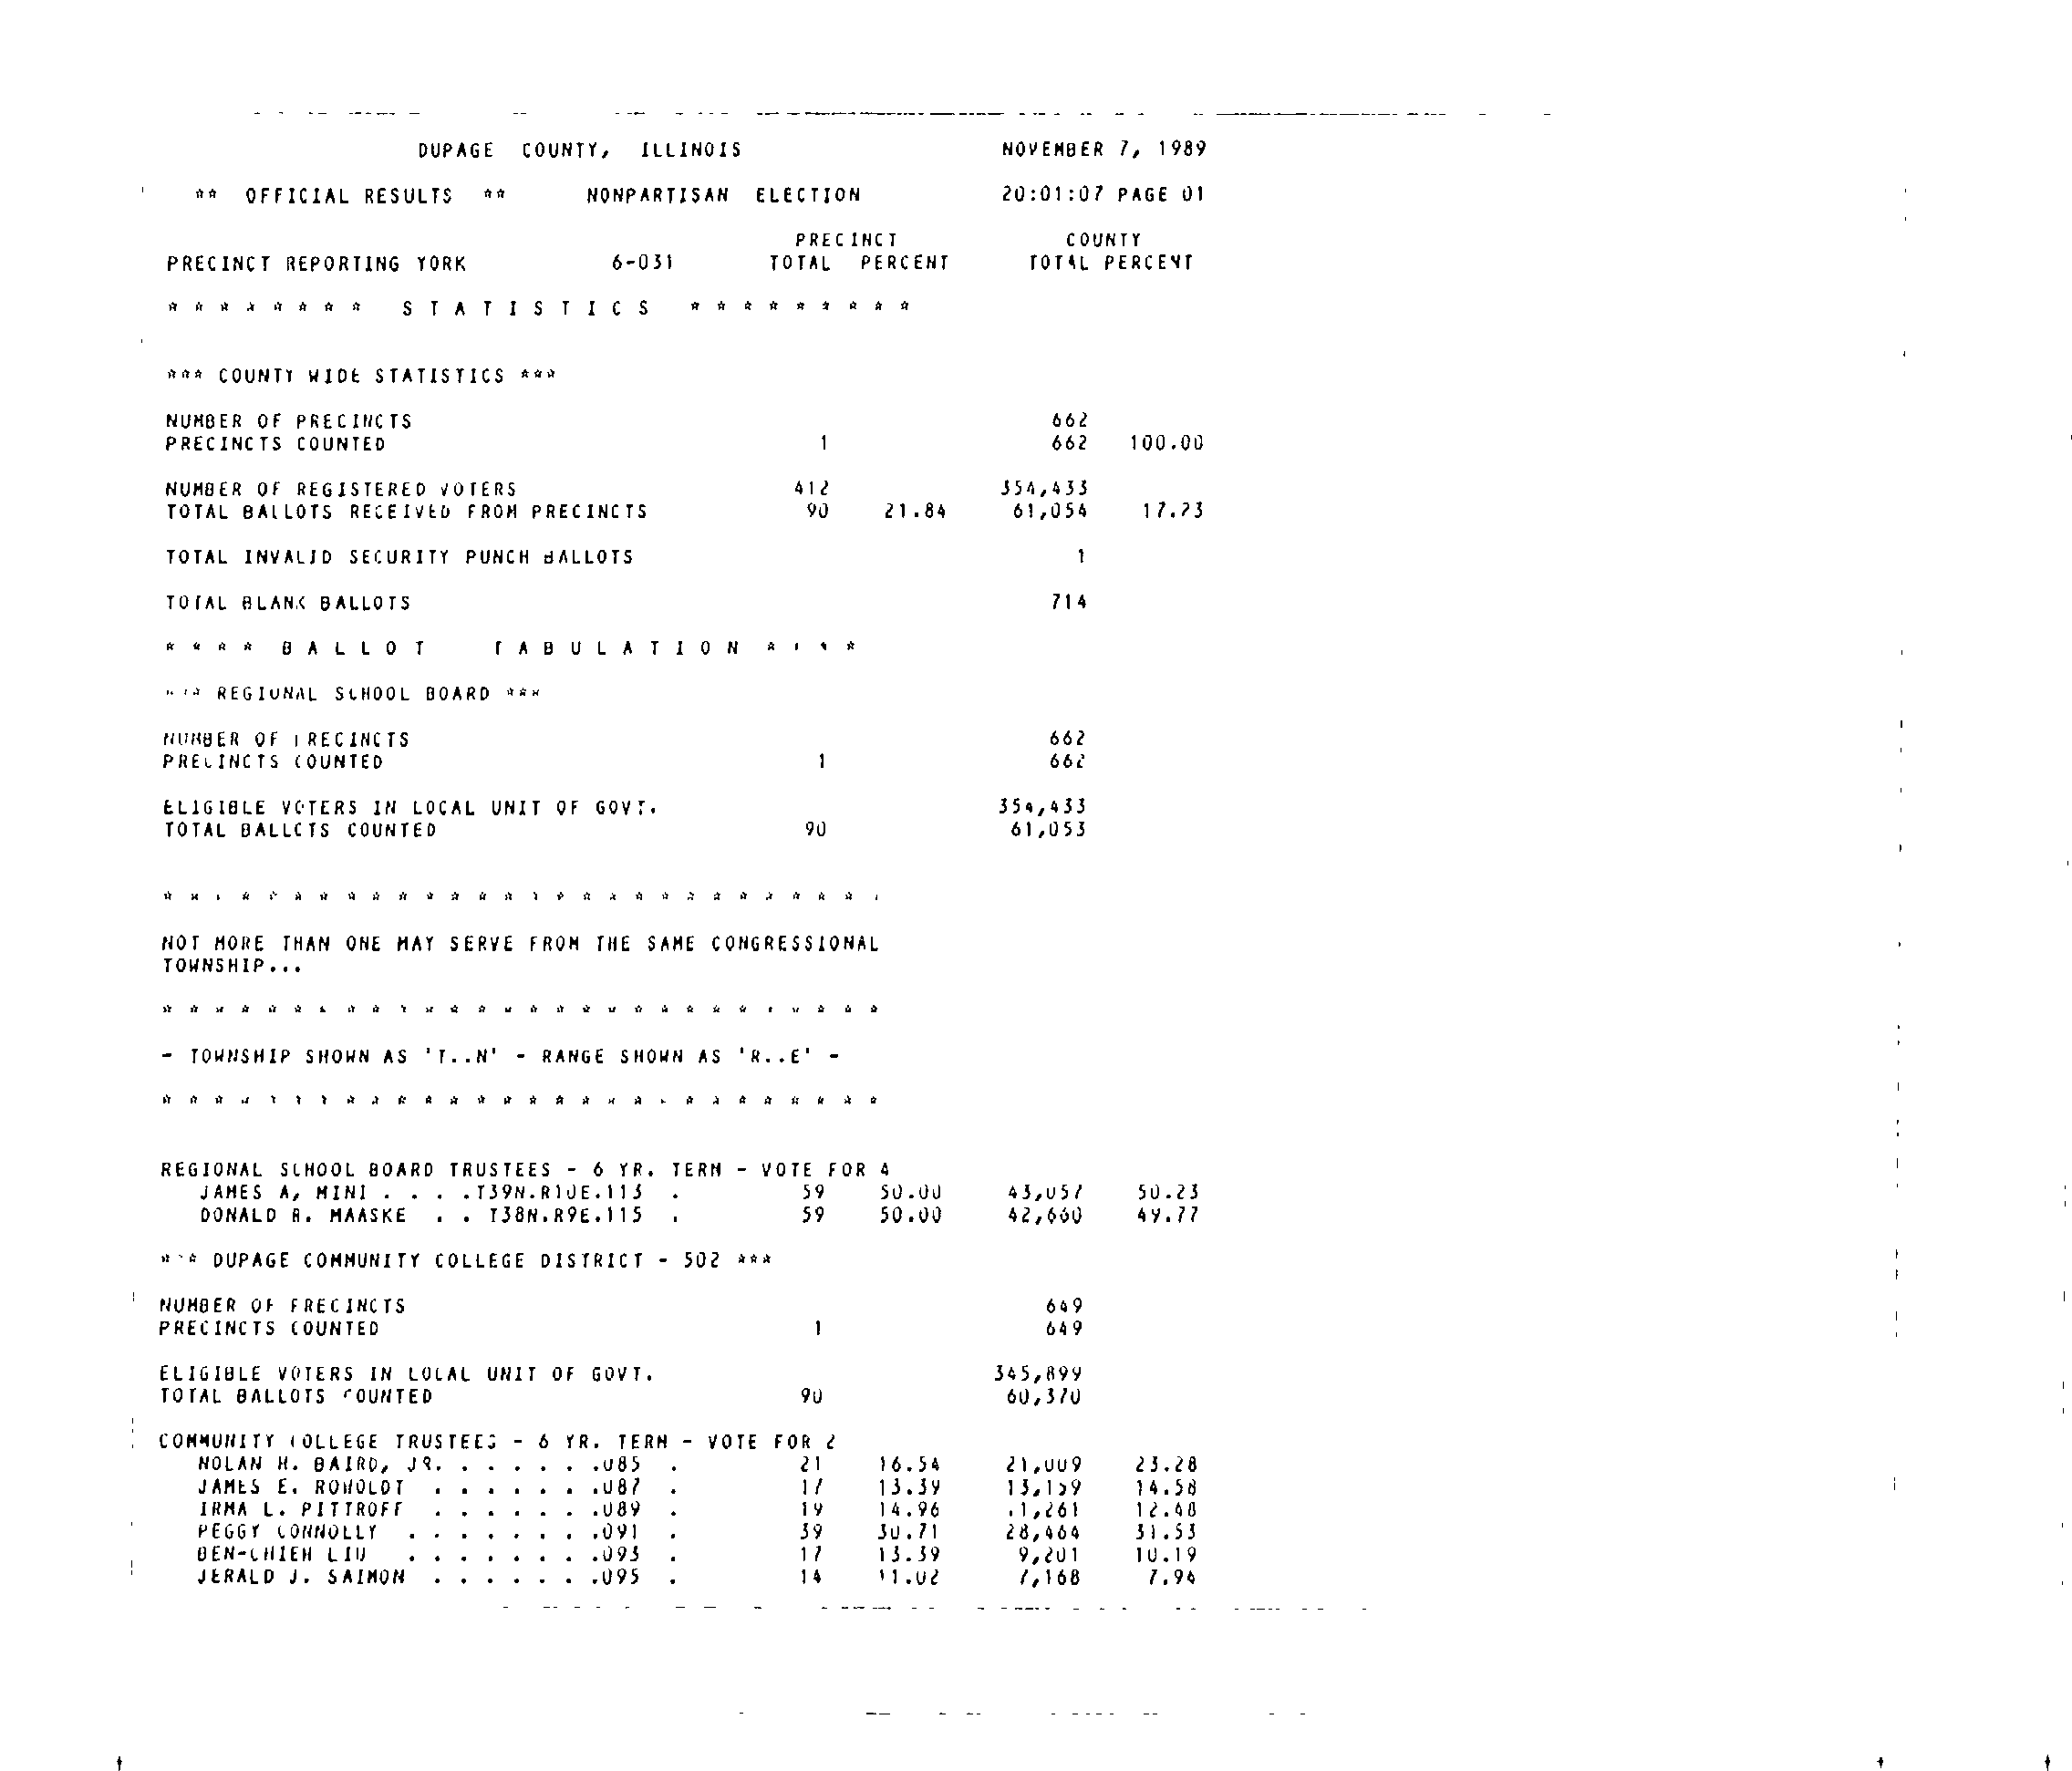 DUPAGE COUNTY, ILLINOIS NOVEMBER 7, 1989
** OFFICIAL RESULTS ** NONPARTISAN ELECTION 20:01:07 PAGE 01
PRECINCT COUNTY
PRECINCT REPORTING YORK 6-031 TOTAL PERCENT TOTAL PERCENT
* * * * * * * * S T A T I S T I C S * * * * * * * * *
*** COUNTY WIDE STATISTICS ***
NUMBER OF PRECINCTS 662
PRECINCTS COUNTED 1 662 100.00
NUMBER OF REGISTERED VOTERS 412 354,433
TOTAL BALLOTS RECEIVED FROM PRECINCTS 90 21.84 61,054 17.23
TOTAL INVALID SECURITY PUNCH BALLOTS 1
TOTAL BLANK BALLOTS 714
* * * * B A L L O T T A B U L A T I O N * * * *
*** REGIONAL SCHOOL BOARD ***
NUMBER OF PRECINCTS 662
PRECINCTS COUNTED 1 662
ELIGIBLE VOTERS IN LOCAL UNIT OF GOVT. 354,433
TOTAL BALLOTS COUNTED 90 61,053
* * * * * * * * * * * * * * * * * * * * * * * * * * * *
NOT MORE THAN ONE MAY SERVE FROM THE SAME CONGRESSIONAL
TOWNSHIP...
* * * * * * * * * * * * * * * * * * * * * * * * * * * *
- TOWNSHIP SHOWN AS 'T..N' - RANGE SHOWN AS 'R..E' -
* * * * * * * * * * * * * * * * * * * * * * * * * * * *
REGIONAL SCHOOL BOARD TRUSTEES - 6 YR. TERM - VOTE FOR 4
JAMES A, MINI . . . .T39N.R10E.113 . 59 50.00 43,057 50.23
DONALD R. MAASKE . . T38N.R9E.115 . 59 50.00 42,660 49.77
*** DUPAGE COMMUNITY COLLEGE DISTRICT - 502 ***
NUMBER OF PRECINCTS 649
PRECINCTS COUNTED 1 649
ELIGIBLE VOTERS IN LOCAL UNIT OF GOVT. 345,899
TOTAL BALLOTS COUNTED 90 60,370
COMMUNITY COLLEGE TRUSTEES - 6 YR. TERM - VOTE FOR 2
NOLAN H. BAIRD, JR. . . . . . .085 . 21 16.54 21,009 23.28
JAMES E. ROWOLDT . . . . . . .087 . 17 13.39 13,159 14.58
IRMA L. PITTROFF . . . . . . .089 . 19 14.96 11,261 12.48
PEGGY CONNOLLY . . . . . . . .091 . 39 30.71 28,464 31.53
BEN-CHIEH LIU . . . . . . . .093 . 17 13.39 9,201 10.19
JERALD J. SAIMON . . . . . . .095 . 14 11.02 7,168 7.94